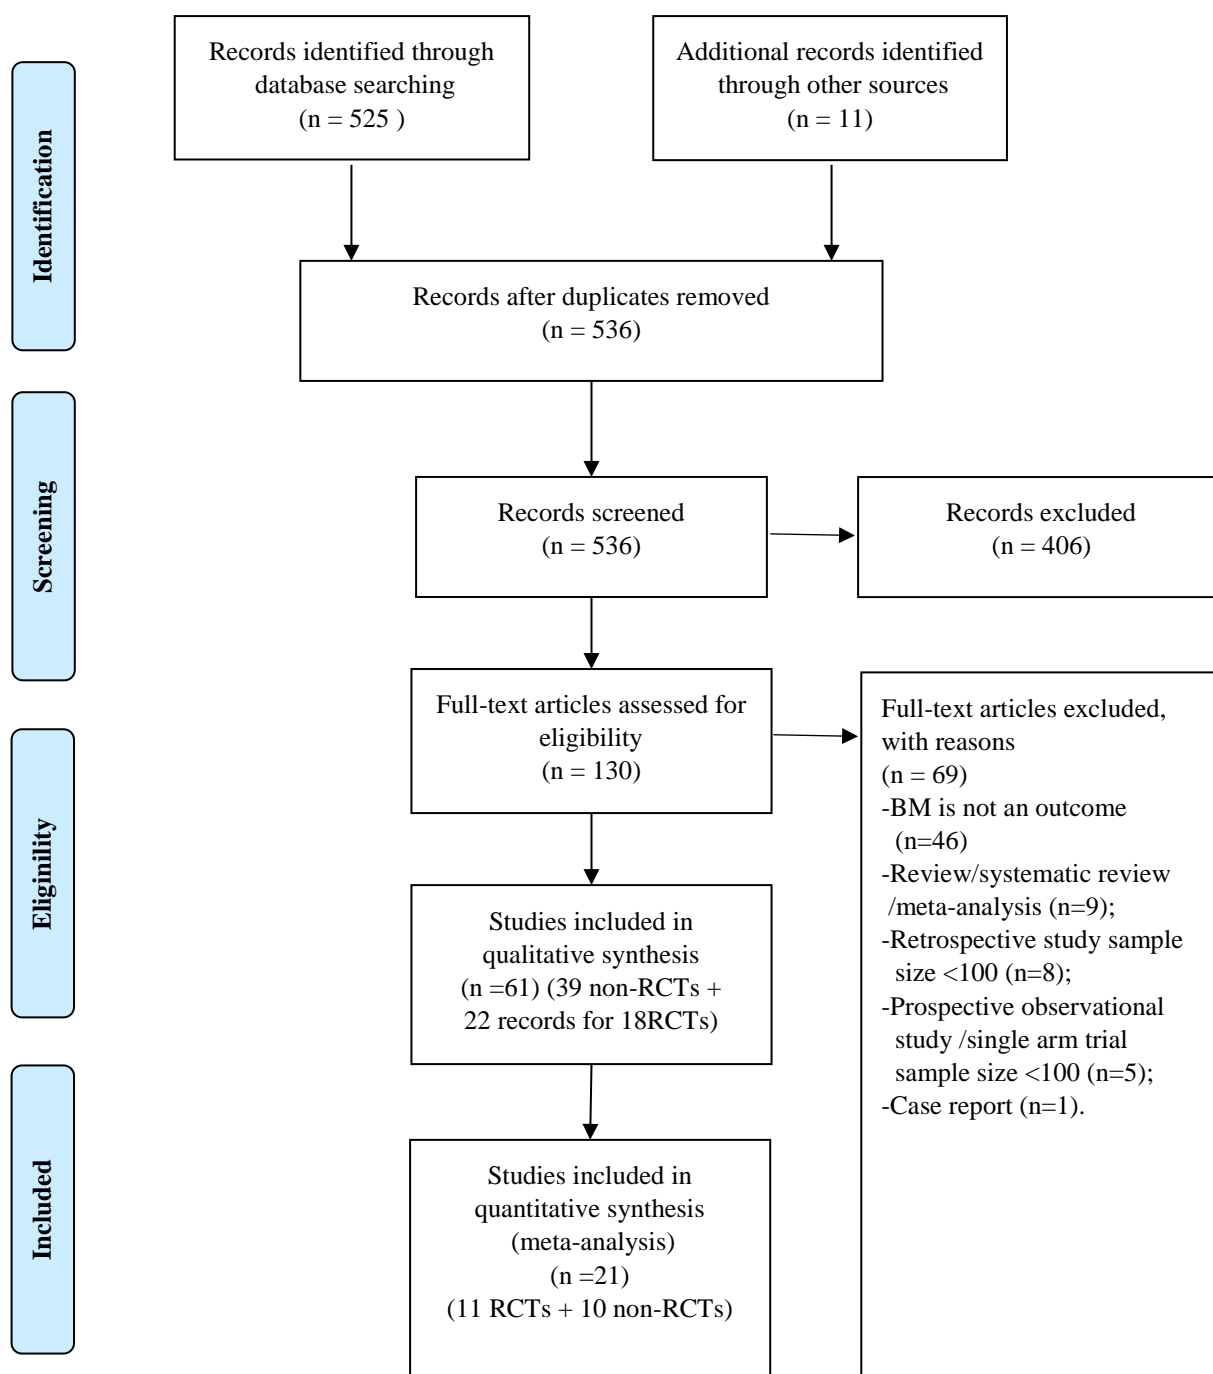 Records identified through
database searching
(n = 525 )
Additional records identified
through other sources
(n = 11)
Identification
Records after duplicates removed
(n = 536)
Screening
Records screened
(n = 536)
Records excluded
(n = 406)
Full-text articles assessed for
eligibility
(n = 130)
Full-text articles excluded,
with reasons
(n = 69)
-BM is not an outcome
(n=46)
-Review/systematic review
/meta-analysis (n=9);
-Retrospective study sample
size <100 (n=8);
-Prospective observational
study /single arm trial
sample size <100 (n=5);
-Case report (n=1).
Eliginility
Studies included in
qualitative synthesis
(n =61) (39 non-RCTs +
22 records for 18RCTs)
Included
Studies included in
quantitative synthesis
(meta-analysis)
(n =21)
(11 RCTs + 10 non-RCTs)